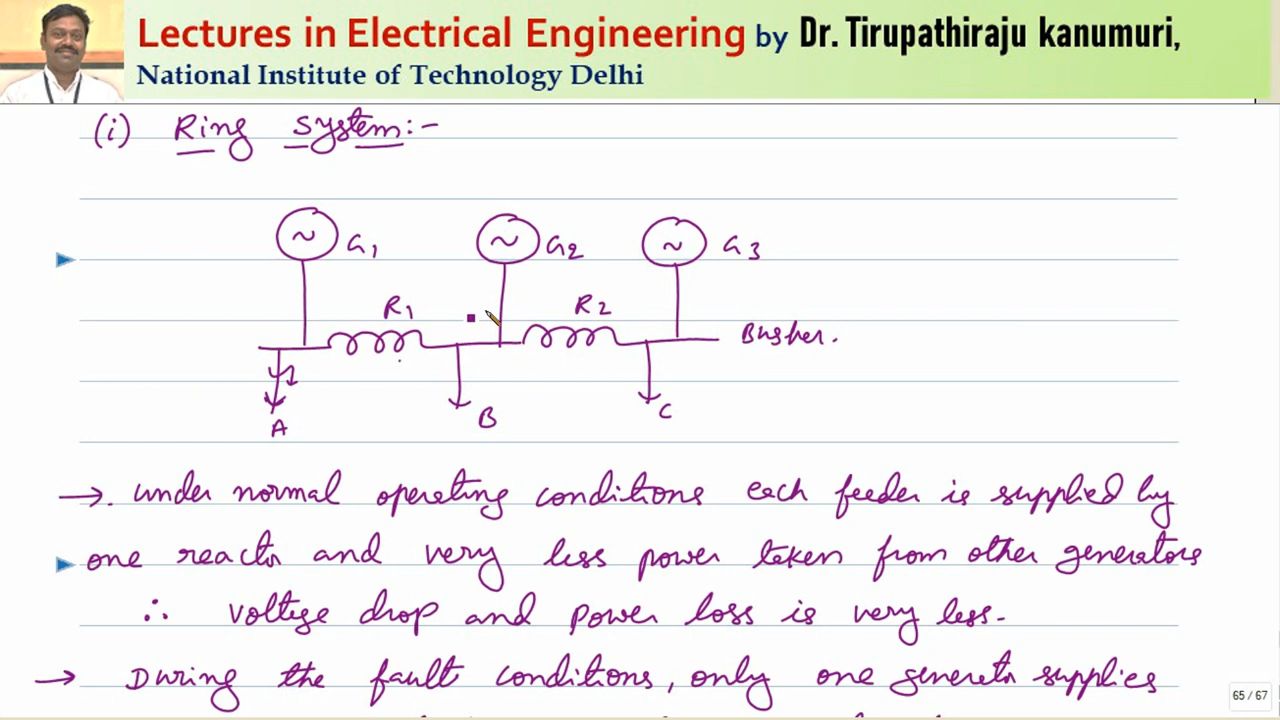 Lectures in Electrical Engineering by Dr. Tirupathiraju kanumuri,
National Institute of Technology Delhi
(i) Ring System:-
G1 G2 G3
R1 R2
Busbar.
A B C
→. under normal operating conditions each feeder is supplied by
one reactor and very less power taken from other generators
∴ voltage drop and power loss is very less.
→ During the fault conditions, only one generator supplies
65 / 67